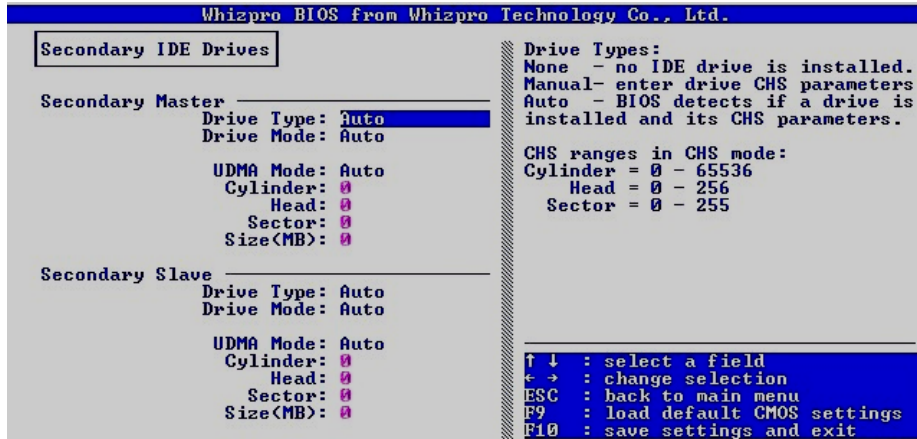 Whizpro BIOS from Whizpro Technology Co., Ltd.
Secondary IDE Drives
Secondary Master
Drive Type: Auto
Drive Mode: Auto
UDMA Mode: Auto
Cylinder: 0
Head: 0
Sector: 0
Size(MB): 0
Secondary Slave
Drive Type: Auto
Drive Mode: Auto
UDMA Mode: Auto
Cylinder: 0
Head: 0
Sector: 0
Size(MB): 0
Drive Types:
None - no IDE drive is installed.
Manual- enter drive CHS parameters
Auto - BIOS detects if a drive is
installed and its CHS parameters.
CHS ranges in CHS mode:
Cylinder = 0 - 65536
Head = 0 - 256
Sector = 0 - 255
↑ ↓ : select a field
← → : change selection
ESC : back to main menu
F9 : load default CMOS settings
F10 : save settings and exit